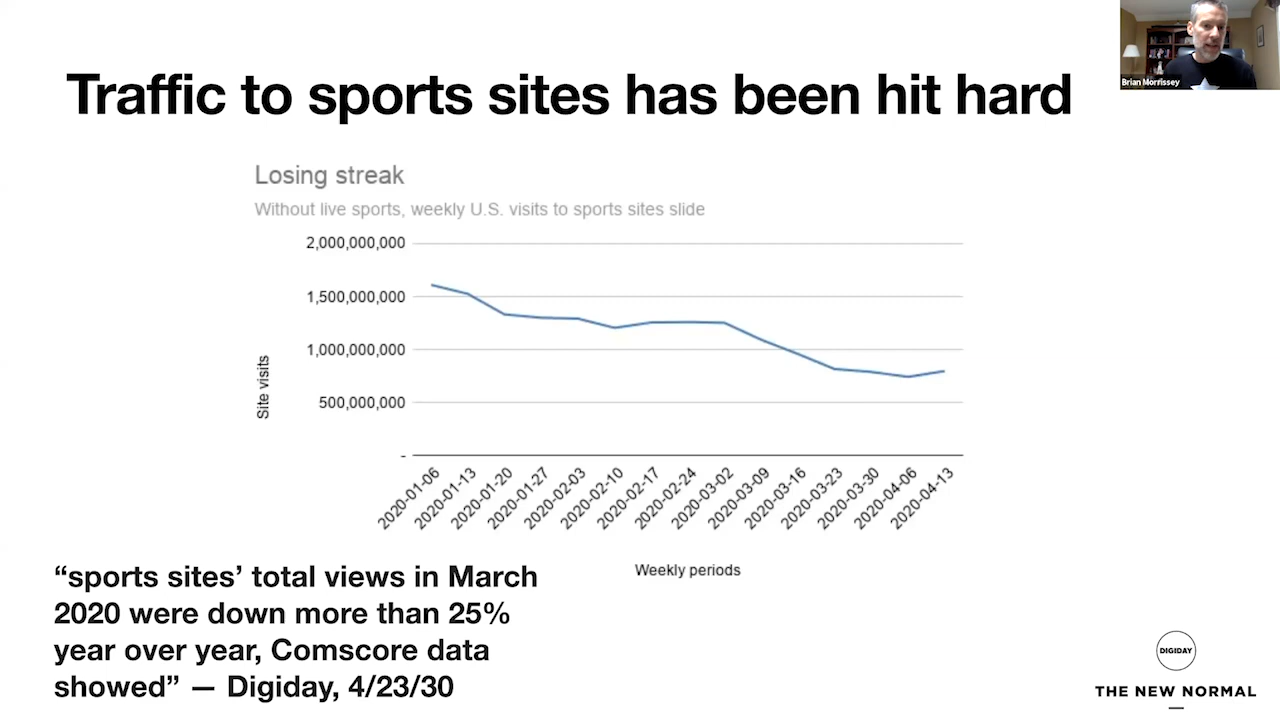 Traffic to sports sites has been hit hard
Brian Morrissey
Losing streak
Without live sports, weekly U.S. visits to sports sites slide
2,000,000,000
1,500,000,000
1,000,000,000
500,000,000
-
Site visits
2020-01-06
2020-01-13
2020-01-20
2020-01-27
2020-02-03
2020-02-10
2020-02-17
2020-02-24
2020-03-02
2020-03-09
2020-03-16
2020-03-23
2020-03-30
2020-04-06
2020-04-13
Weekly periods
“sports sites’ total views in March
2020 were down more than 25%
year over year, Comscore data
showed” — Digiday, 4/23/30
DIGIDAY
THE NEW NORMAL